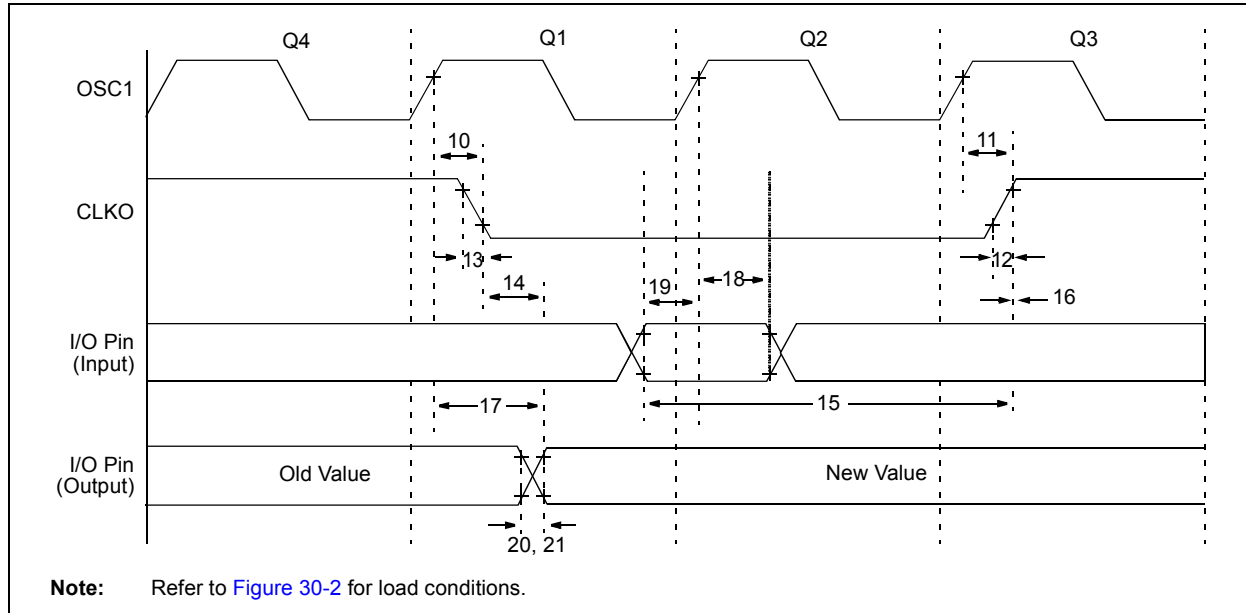 Q4 Q1 Q2 Q3
OSC1
10 11
CLKO
13 12
14 19 18 16
I/O Pin
(Input)
17 15
I/O Pin
(Output)
Old Value New Value
20, 21
Note: Refer to Figure 30-2 for load conditions.